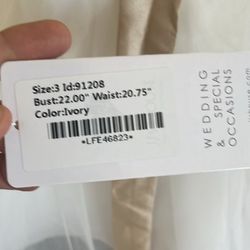 Size:3 Id:91208
Bust:22.00" Waist:20.75"
Color:Ivory
*LFE46823*
WEDDING
& SPECIAL
OCCASIONS